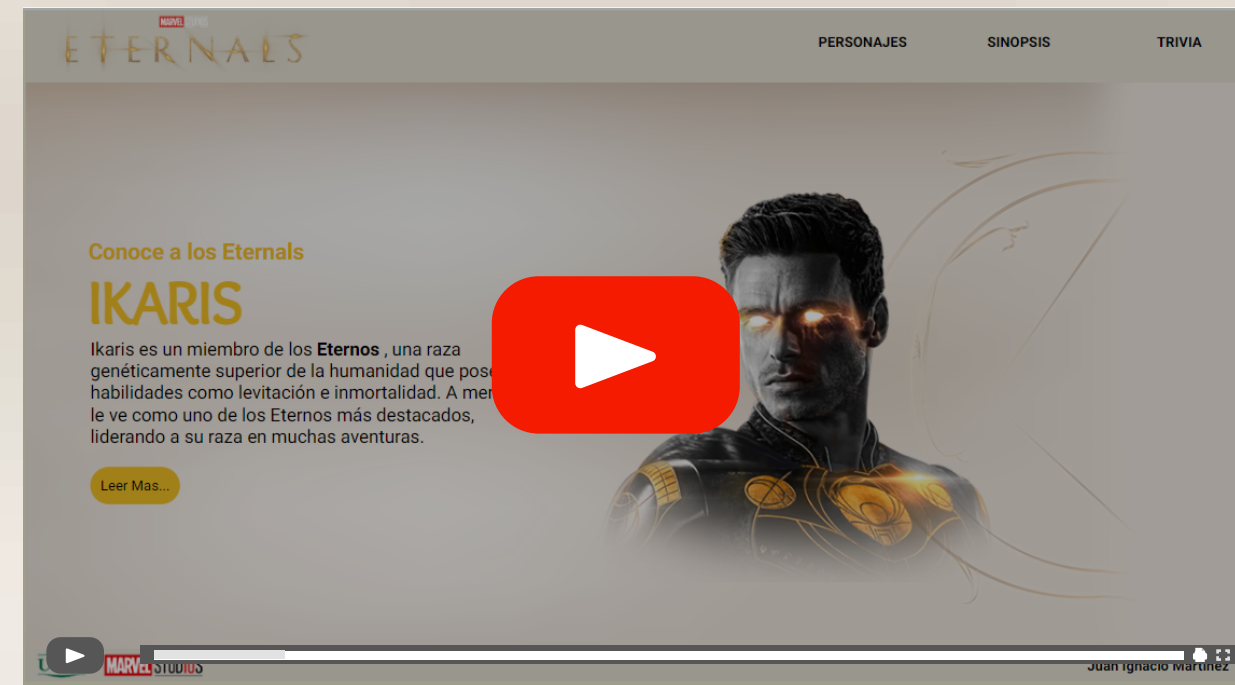 MARVEL STUDIOS
ETERNALS
PERSONAJES SINOPSIS TRIVIA
Conoce a los Eternals
IKARIS
Ikaris es un miembro de los Eternos , una raza
genéticamente superior de la humanidad que
habilidades como levitación e inmortalidad. A
le ve como uno de los Eternos más destacados,
liderando a su raza en muchas aventuras.
Leer Mas...
MARVEL STUDIOS
Juan Ignacio Martinez